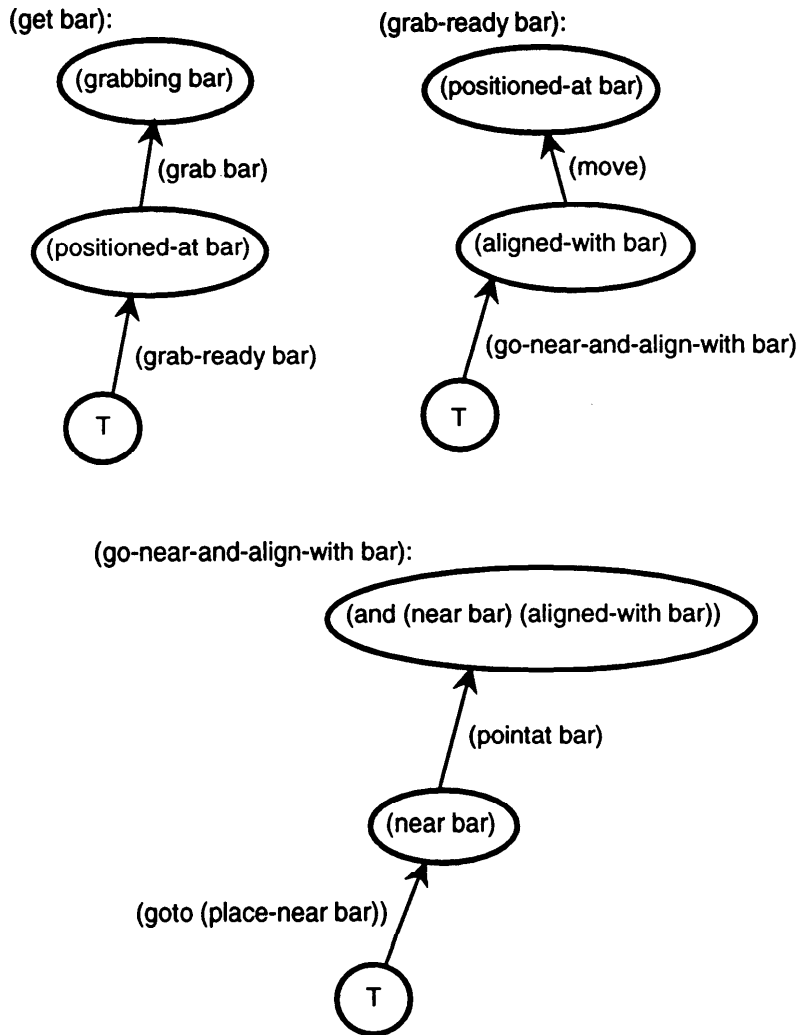 (get bar):
(grabbing bar)
(grab bar)
(positioned-at bar)
(grab-ready bar)
T
(grab-ready bar):
(positioned-at bar)
(move)
(aligned-with bar)
(go-near-and-align-with bar)
T
(go-near-and-align-with bar):
(and (near bar) (aligned-with bar))
(pointat bar)
(near bar)
(goto (place-near bar))
T